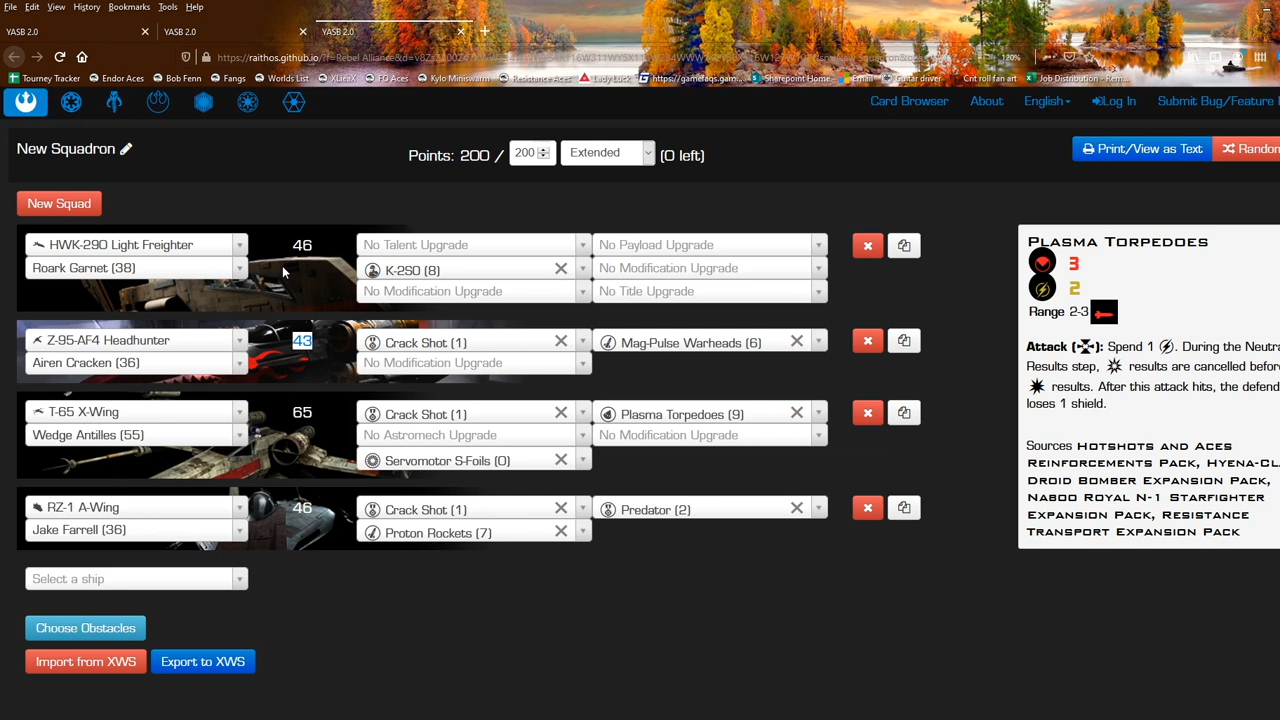 File Edit View History Bookmarks Tools Help
YASB 2.0 YASB 2.0 YASB 2.0
https://raithos.github.io
120%
Tourney Tracker Endor Aces Bob Fenn Fangs Worlds List XLierX FO Aces Kylo Miniswarm Resistance Aces Lady Luck https://gamefaqs.gam... Sharepoint Home... Email Guitar driver Cnt roll fan art Job Distribution - Rem...
Card Browser About English Log In Submit Bug/Feature
New Squadron Points: 200 / 200 Extended (0 left) Print/View as Text Random
New Squad
HWK-290 Light Freighter 46 No Talent Upgrade No Payload Upgrade
Roark Garnet (38) K-2SO (8) No Modification Upgrade
No Modification Upgrade No Title Upgrade
Z-95-AF4 Headhunter 43 Crack Shot (1) Mag-Pulse Warheads (6)
Airen Cracken (36) No Modification Upgrade
T-65 X-Wing 65 Crack Shot (1) Plasma Torpedoes (9)
Wedge Antilles (55) No Astromech Upgrade No Modification Upgrade
Servomotor S-Foils (0)
RZ-1 A-Wing 46 Crack Shot (1) Predator (2)
Jake Farrell (36) Proton Rockets (7)
Select a ship
Choose Obstacles
Import from XWS Export to XWS
Plasma Torpedoes
3
2
Range 2-3
Attack ( ): Spend 1 . During the Neutra
Results step, results are cancelled before
results. After this attack hits, the defend
loses 1 shield.
Sources Hotshots and Aces
Reinforcements Pack, Hyena-Cla
Droid Bomber Expansion Pack,
Naboo Royal N-1 Starfighter
Expansion Pack, Resistance
Transport Expansion Pack